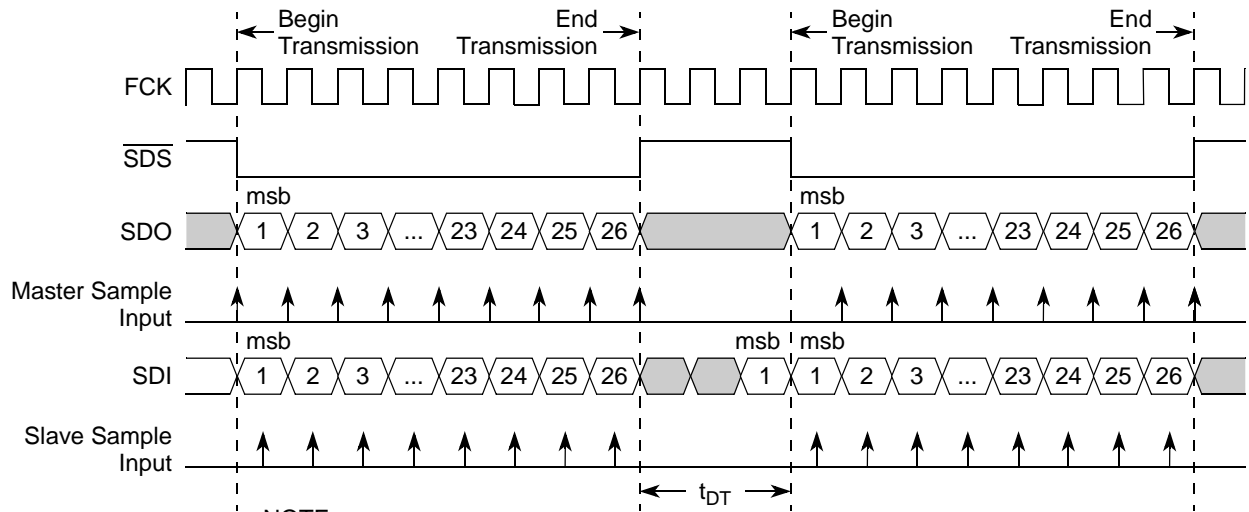 Begin Transmission
End Transmission
Begin Transmission
End Transmission
FCK
SDS
msb
msb
SDO
1 2 3 ... 23 24 25 26
1 2 3 ... 23 24 25 26
Master Sample
Input
msb
msb
msb
SDI
1 2 3 ... 23 24 25 26
1
1 2 3 ... 23 24 25 26
Slave Sample
Input
tDT